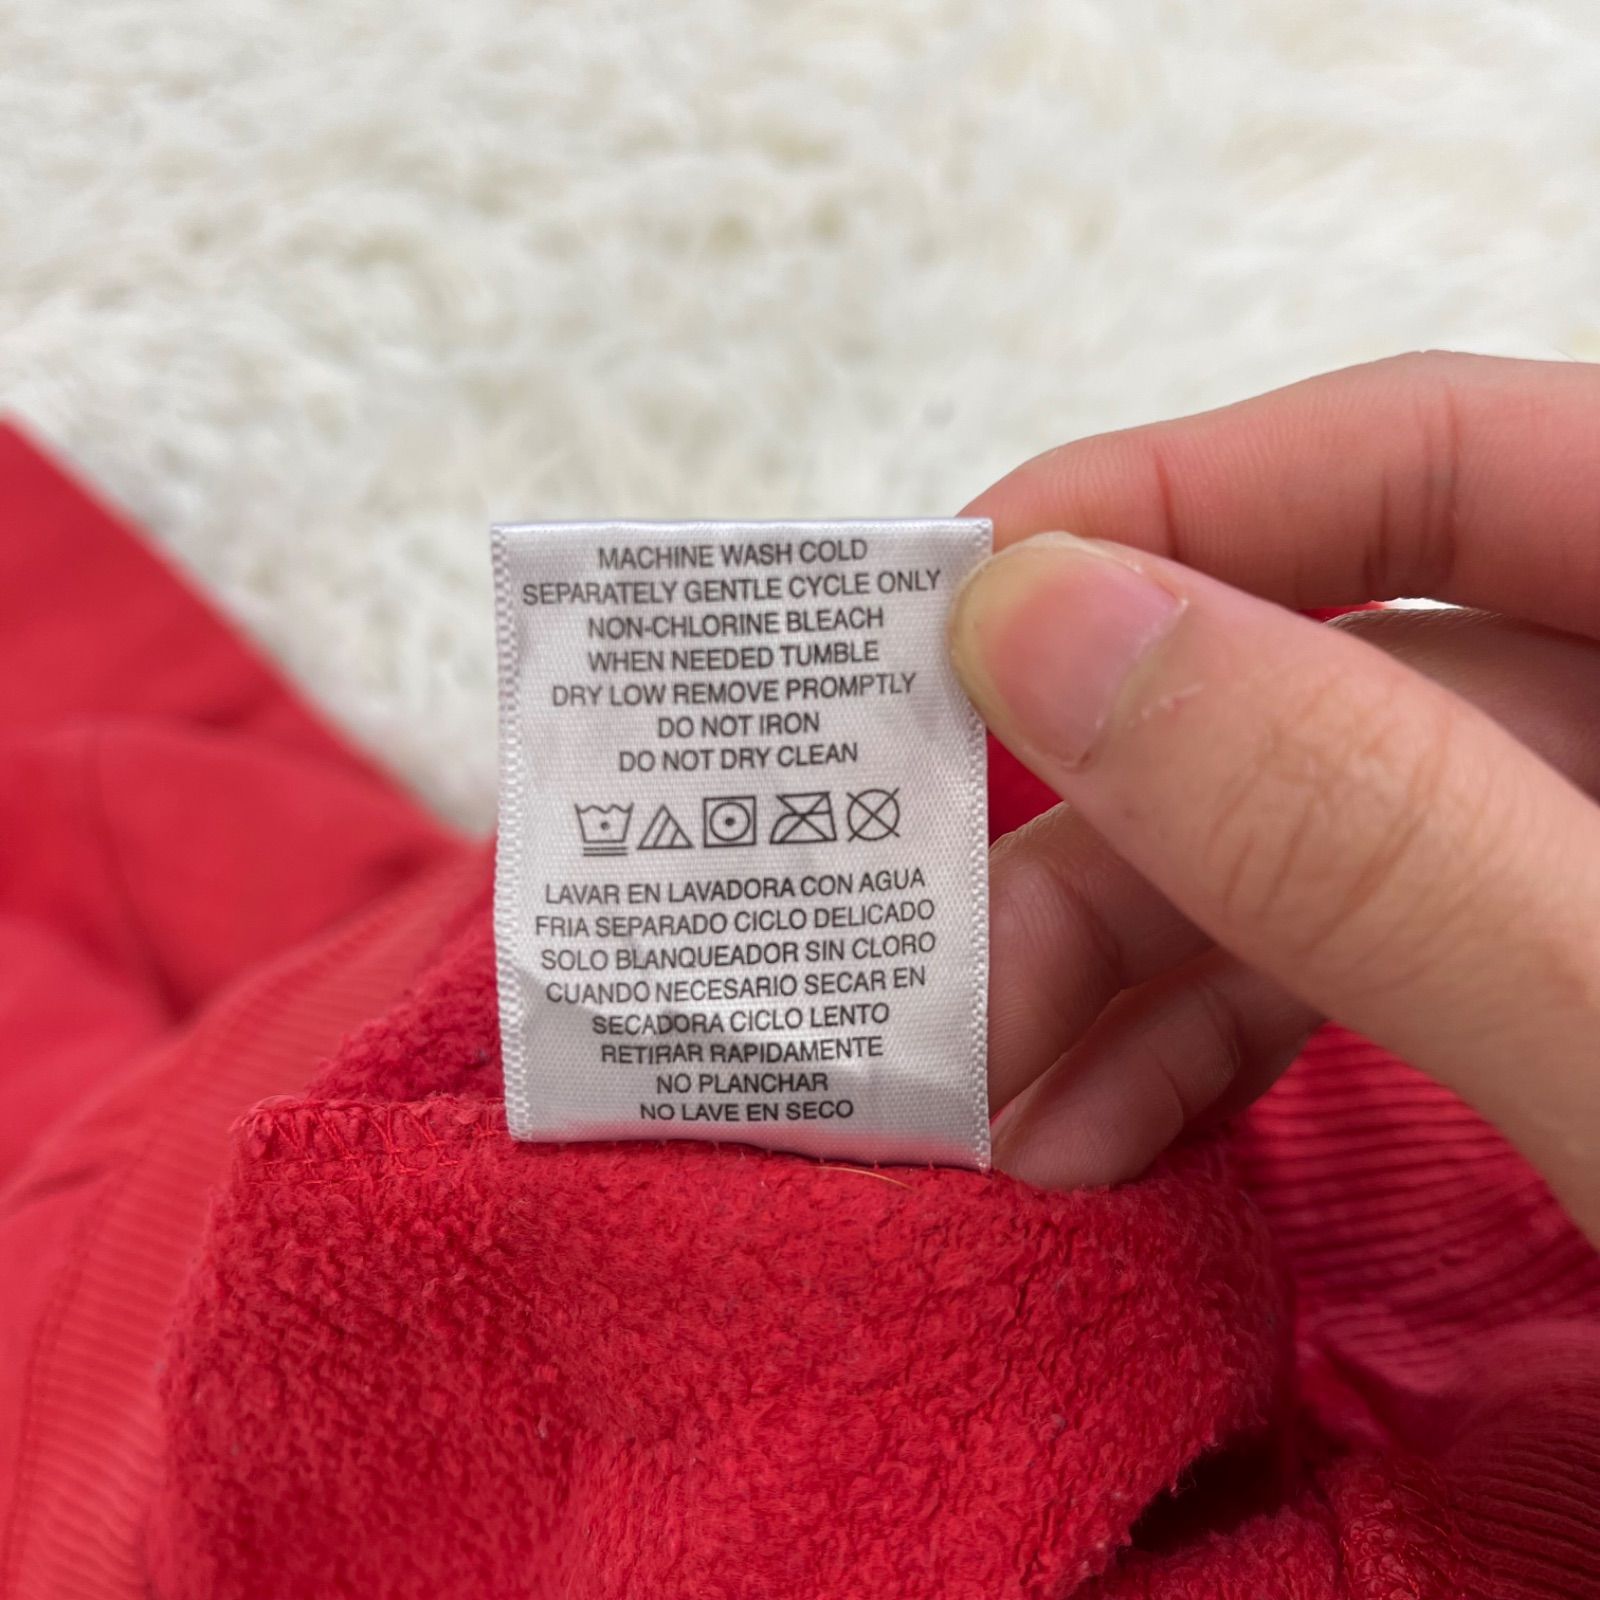 MACHINE WASH COLD
SEPARATELY GENTLE CYCLE ONLY
NON-CHLORINE BLEACH
WHEN NEEDED TUMBLE
DRY LOW REMOVE PROMPTLY
DO NOT IRON
DO NOT DRY CLEAN
LAVAR EN LAVADORA CON AGUA
FRIA SEPARADO CICLO DELICADO
SOLO BLANQUEADOR SIN CLORO
CUANDO NECESARIO SECAR EN
SECADORA CICLO LENTO
RETIRAR RAPIDAMENTE
NO PLANCHAR
NO LAVE EN SECO